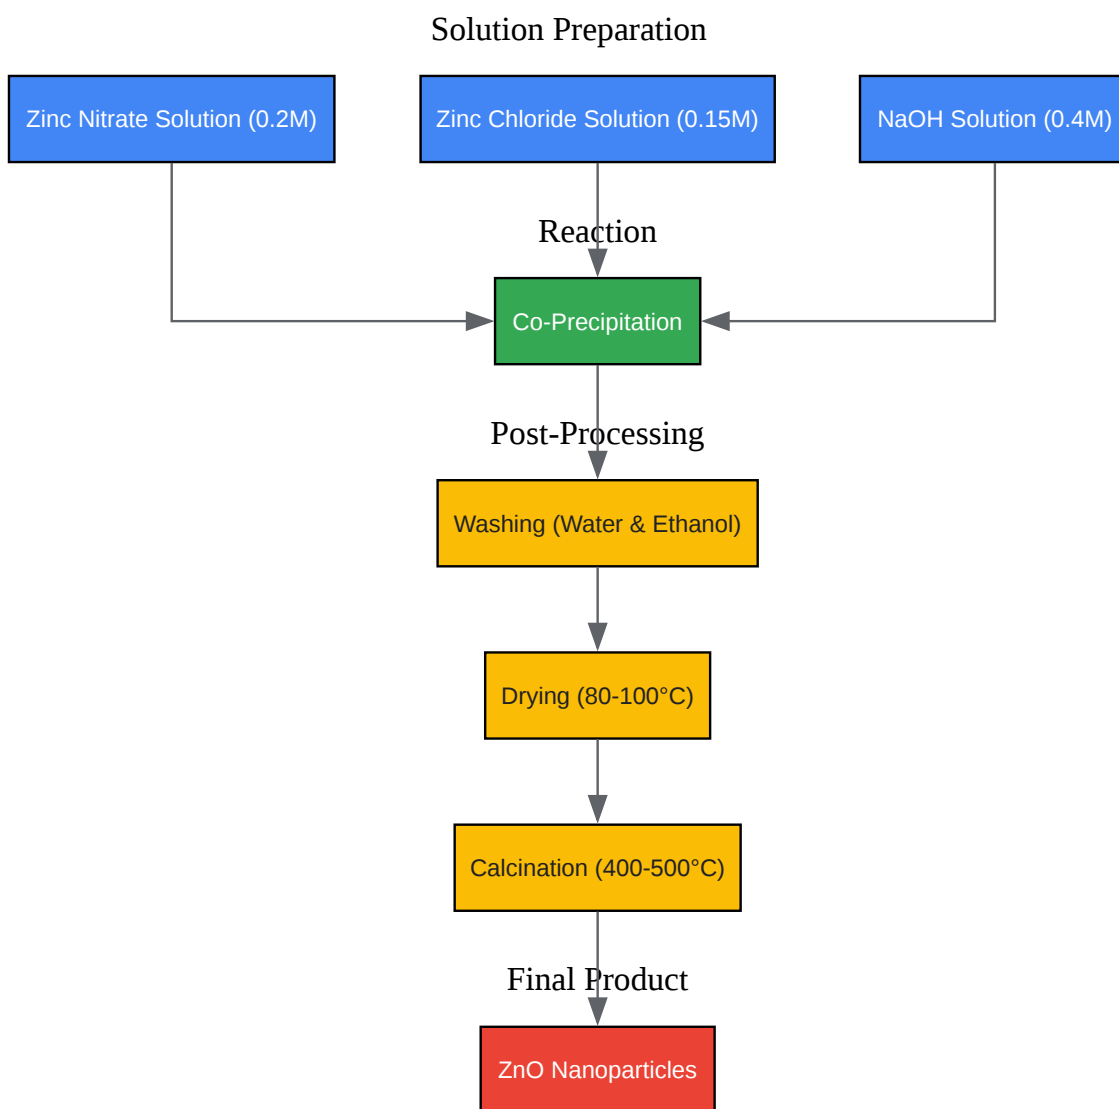 Solution Preparation
Zinc Nitrate Solution (0.2M)
Zinc Chloride Solution (0.15M)
NaOH Solution (0.4M)
Reaction
Co-Precipitation
Post-Processing
Washing (Water & Ethanol)
Drying (80-100°C)
Calcination (400-500°C)
Final Product
ZnO Nanoparticles